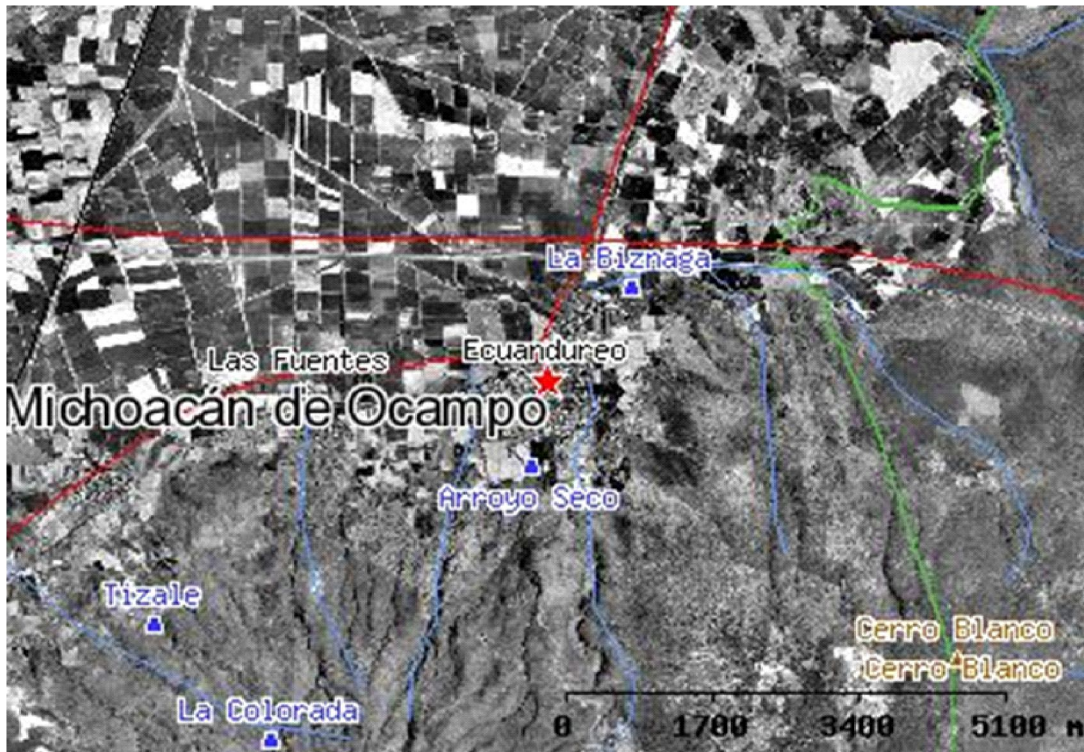 La Biznaga
Ecuandureo
Las Fuentes
Michoacán de Ocampo
Arroyo Seco
Tizale
Cerro Blanco
Cerro Blanco
La Colorada
0 1700 3400 5100 m